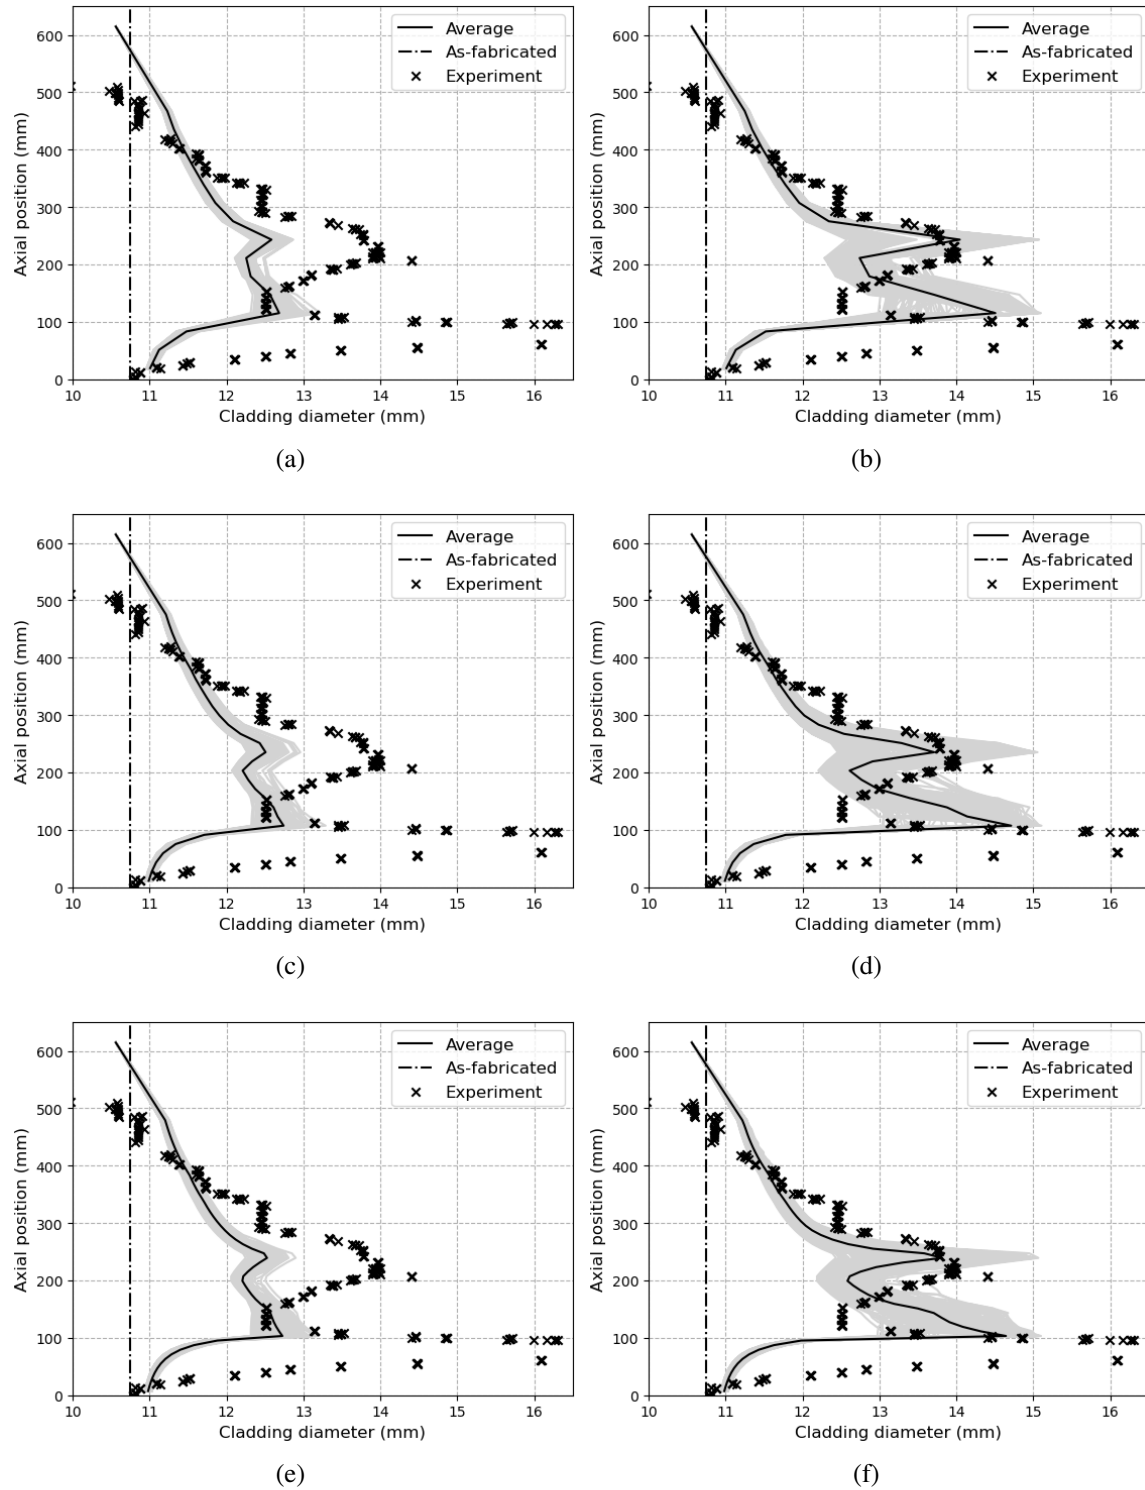 600
500
400
300
200
100
0
Axial position (mm)
Average
As-fabricated
Experiment
10 11 12 13 14 15 16
Cladding diameter (mm)
(a)
600
500
400
300
200
100
0
Axial position (mm)
Average
As-fabricated
Experiment
10 11 12 13 14 15 16
Cladding diameter (mm)
(b)
600
500
400
300
200
100
0
Axial position (mm)
Average
As-fabricated
Experiment
10 11 12 13 14 15 16
Cladding diameter (mm)
(c)
600
500
400
300
200
100
0
Axial position (mm)
Average
As-fabricated
Experiment
10 11 12 13 14 15 16
Cladding diameter (mm)
(d)
600
500
400
300
200
100
0
Axial position (mm)
Average
As-fabricated
Experiment
10 11 12 13 14 15 16
Cladding diameter (mm)
(e)
600
500
400
300
200
100
0
Axial position (mm)
Average
As-fabricated
Experiment
10 11 12 13 14 15 16
Cladding diameter (mm)
(f)